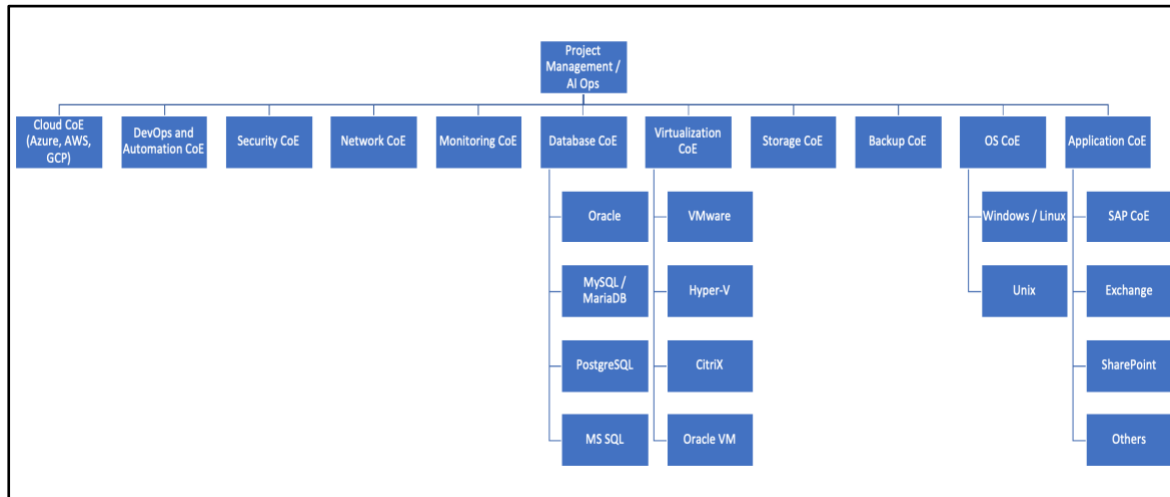 Project
Management /
AI Ops
Cloud CoE
(Azure, AWS,
GCP)
DevOps and
Automation CoE
Security CoE
Network CoE
Monitoring CoE
Database CoE
Virtualization
CoE
Storage CoE
Backup CoE
OS CoE
Application CoE
Oracle
MySQL /
MariaDB
PostgreSQL
MS SQL
VMware
Hyper-V
CitriX
Oracle VM
Windows / Linux
Unix
SAP CoE
Exchange
SharePoint
Others